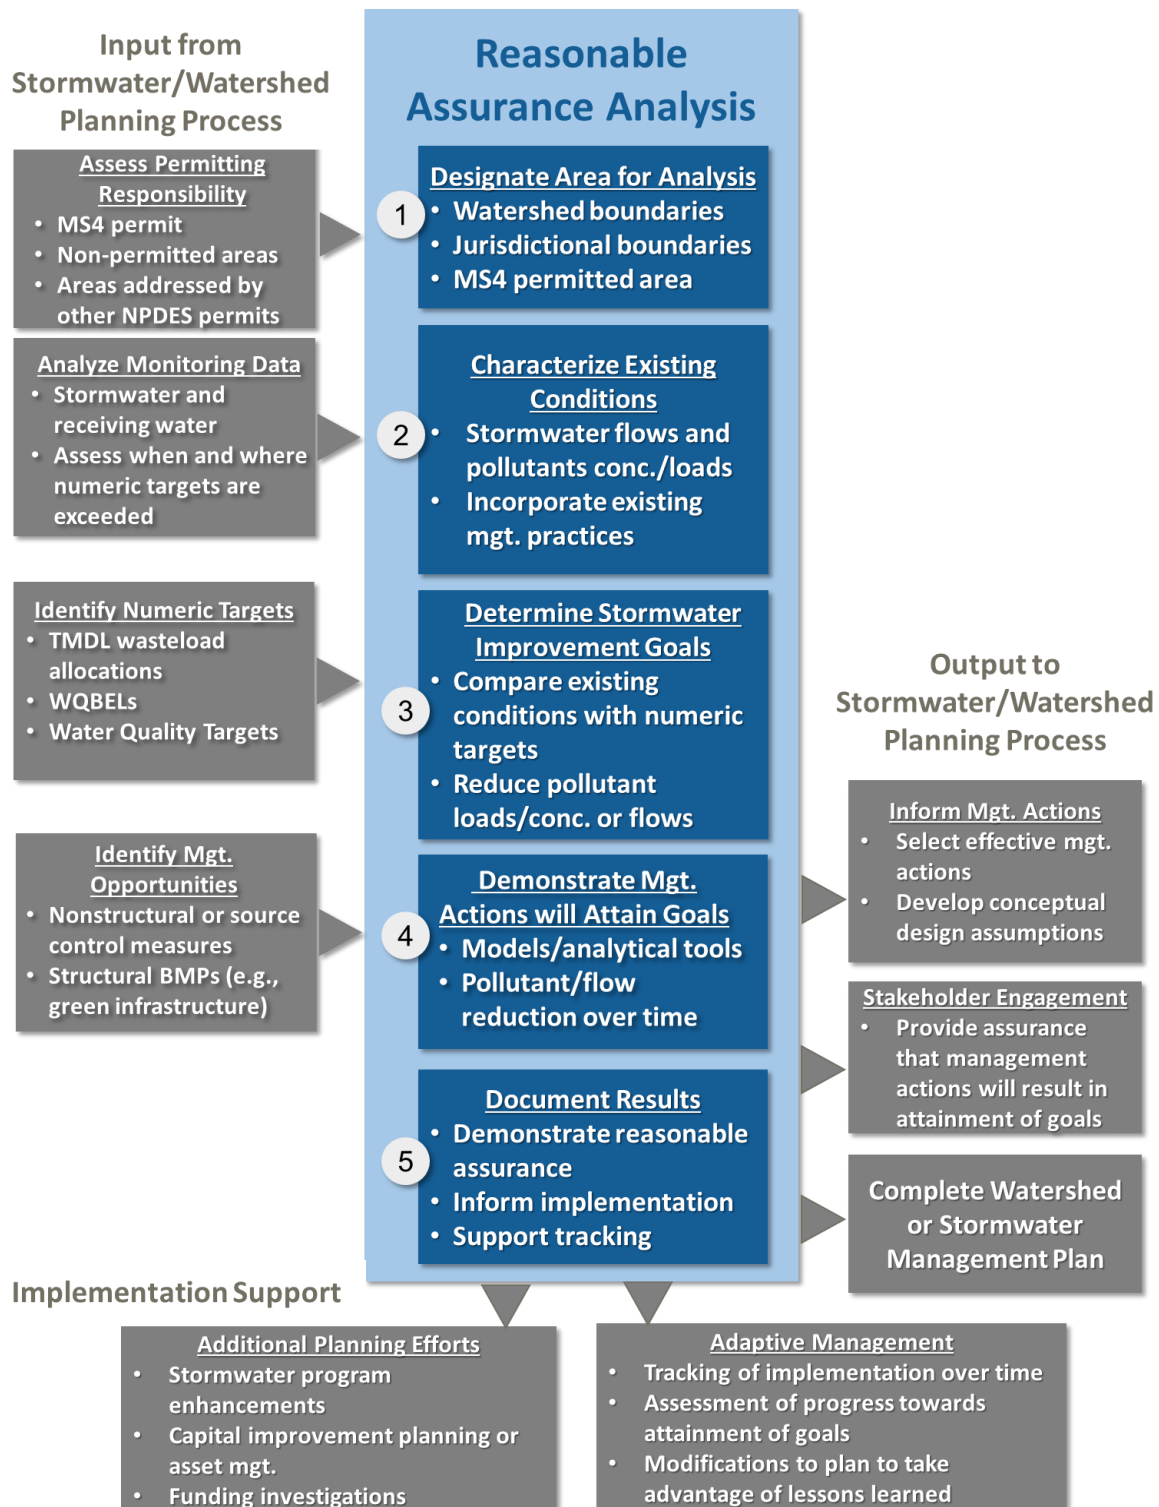 Input from
Stormwater/Watershed
Planning Process
Assess Permitting
Responsibility
• MS4 permit
• Non-permitted areas
• Areas addressed by
other NPDES permits
Analyze Monitoring Data
• Stormwater and
receiving water
• Assess when and where
numeric targets are
exceeded
Identify Numeric Targets
• TMDL wasteload
allocations
• WQBELs
• Water Quality Targets
Identify Mgt.
Opportunities
• Nonstructural or source
control measures
• Structural BMPs (e.g.,
green infrastructure)
Reasonable
Assurance Analysis
1
Designate Area for Analysis
• Watershed boundaries
• Jurisdictional boundaries
• MS4 permitted area
2
Characterize Existing
Conditions
• Stormwater flows and
pollutants conc./loads
• Incorporate existing
mgt. practices
3
Determine Stormwater
Improvement Goals
• Compare existing
conditions with numeric
targets
• Reduce pollutant
loads/conc. or flows
4
Demonstrate Mgt.
Actions will Attain Goals
• Models/analytical tools
• Pollutant/flow
reduction over time
5
Document Results
• Demonstrate reasonable
assurance
• Inform implementation
• Support tracking
Output to
Stormwater/Watershed
Planning Process
Inform Mgt. Actions
• Select effective mgt.
actions
• Develop conceptual
design assumptions
Stakeholder Engagement
• Provide assurance
that management
actions will result in
attainment of goals
Complete Watershed
or Stormwater
Management Plan
Implementation Support
Additional Planning Efforts
• Stormwater program
enhancements
• Capital improvement planning or
asset mgt.
• Funding investigations
Adaptive Management
• Tracking of implementation over time
• Assessment of progress towards
attainment of goals
• Modifications to plan to take
advantage of lessons learned